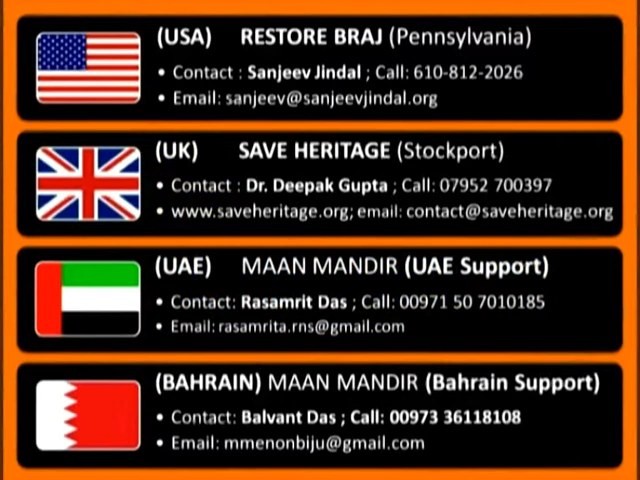 (USA) RESTORE BRAJ (Pennsylvania)
• Contact : Sanjeev Jindal ; Call: 610-812-2026
• Email: sanjeev@sanjeevjindal.org
(UK) SAVE HERITAGE (Stockport)
• Contact : Dr. Deepak Gupta ; Call: 07952 700397
• www.saveheritage.org; email: contact@saveheritage.org
(UAE) MAAN MANDIR (UAE Support)
• Contact: Rasamrit Das ; Call: 00971 50 7010185
• Email: rasamrita.rns@gmail.com
(BAHRAIN) MAAN MANDIR (Bahrain Support)
• Contact: Balvant Das ; Call: 00973 36118108
• Email: mmenonbiju@gmail.com